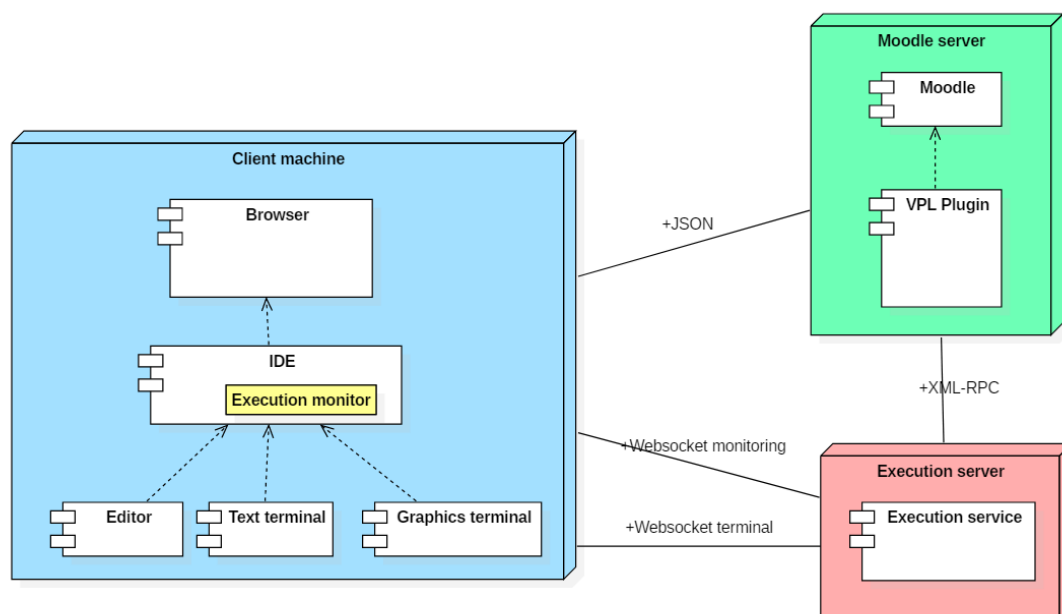 Moodle server
Moodle
Client machine
Browser
VPL Plugin
+JSON
IDE
Execution monitor
+XML-RPC
+Websocket monitoring
Execution server
Editor
Text terminal
Graphics terminal
Execution service
+Websocket terminal